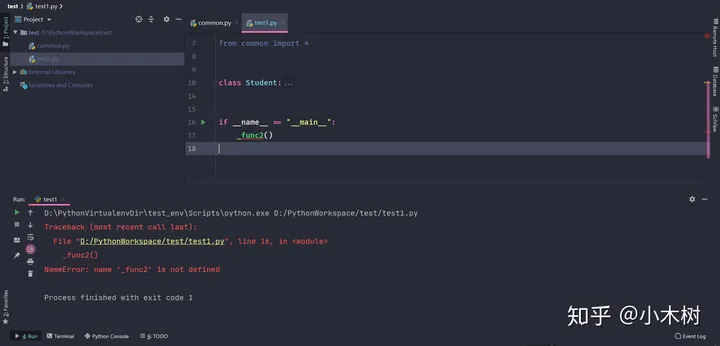 test
test1.py
Project
test D:\PythonWorkspace\test
common.py
test1.py
External Libraries
Scratches and Consoles
1: Project
7: Structure
2: Favorites
common.py
test1.py
7 from common import *
8
9
10 class Student:...
14
15
16 if __name__ == "__main__":
17 _func2()
18
Remote Host
Database
SciView
Run: test1
D:\PythonVirtualenvDir\test_env\Scripts\python.exe D:/PythonWorkspace/test/test1.py
Traceback (most recent call last):
File "D:/PythonWorkspace/test/test1.py", line 16, in <module>
_func2()
NameError: name '_func2' is not defined
Process finished with exit code 1
知乎 @小木树
4: Run
Terminal
Python Console
6: TODO
Event Log